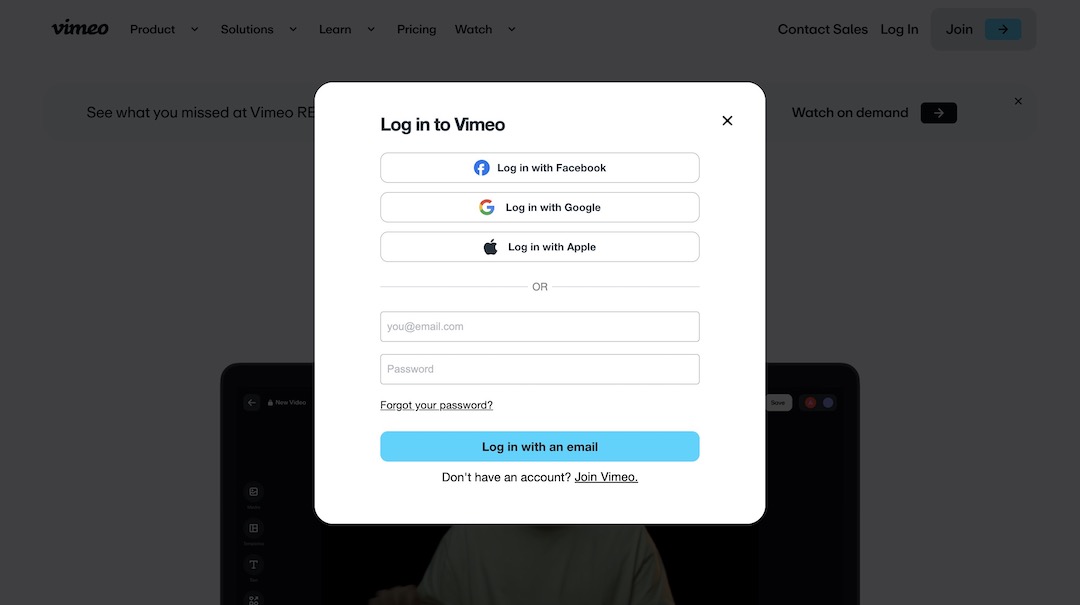 vimeo
Product Solutions Learn Pricing Watch Contact Sales Log In Join
See what you missed at Vimeo RE Watch on demand
Log in to Vimeo
Log in with Facebook
Log in with Google
Log in with Apple
OR
you@email.com
Password
New Video Save
Forgot your password?
Log in with an email
Don't have an account? Join Vimeo.